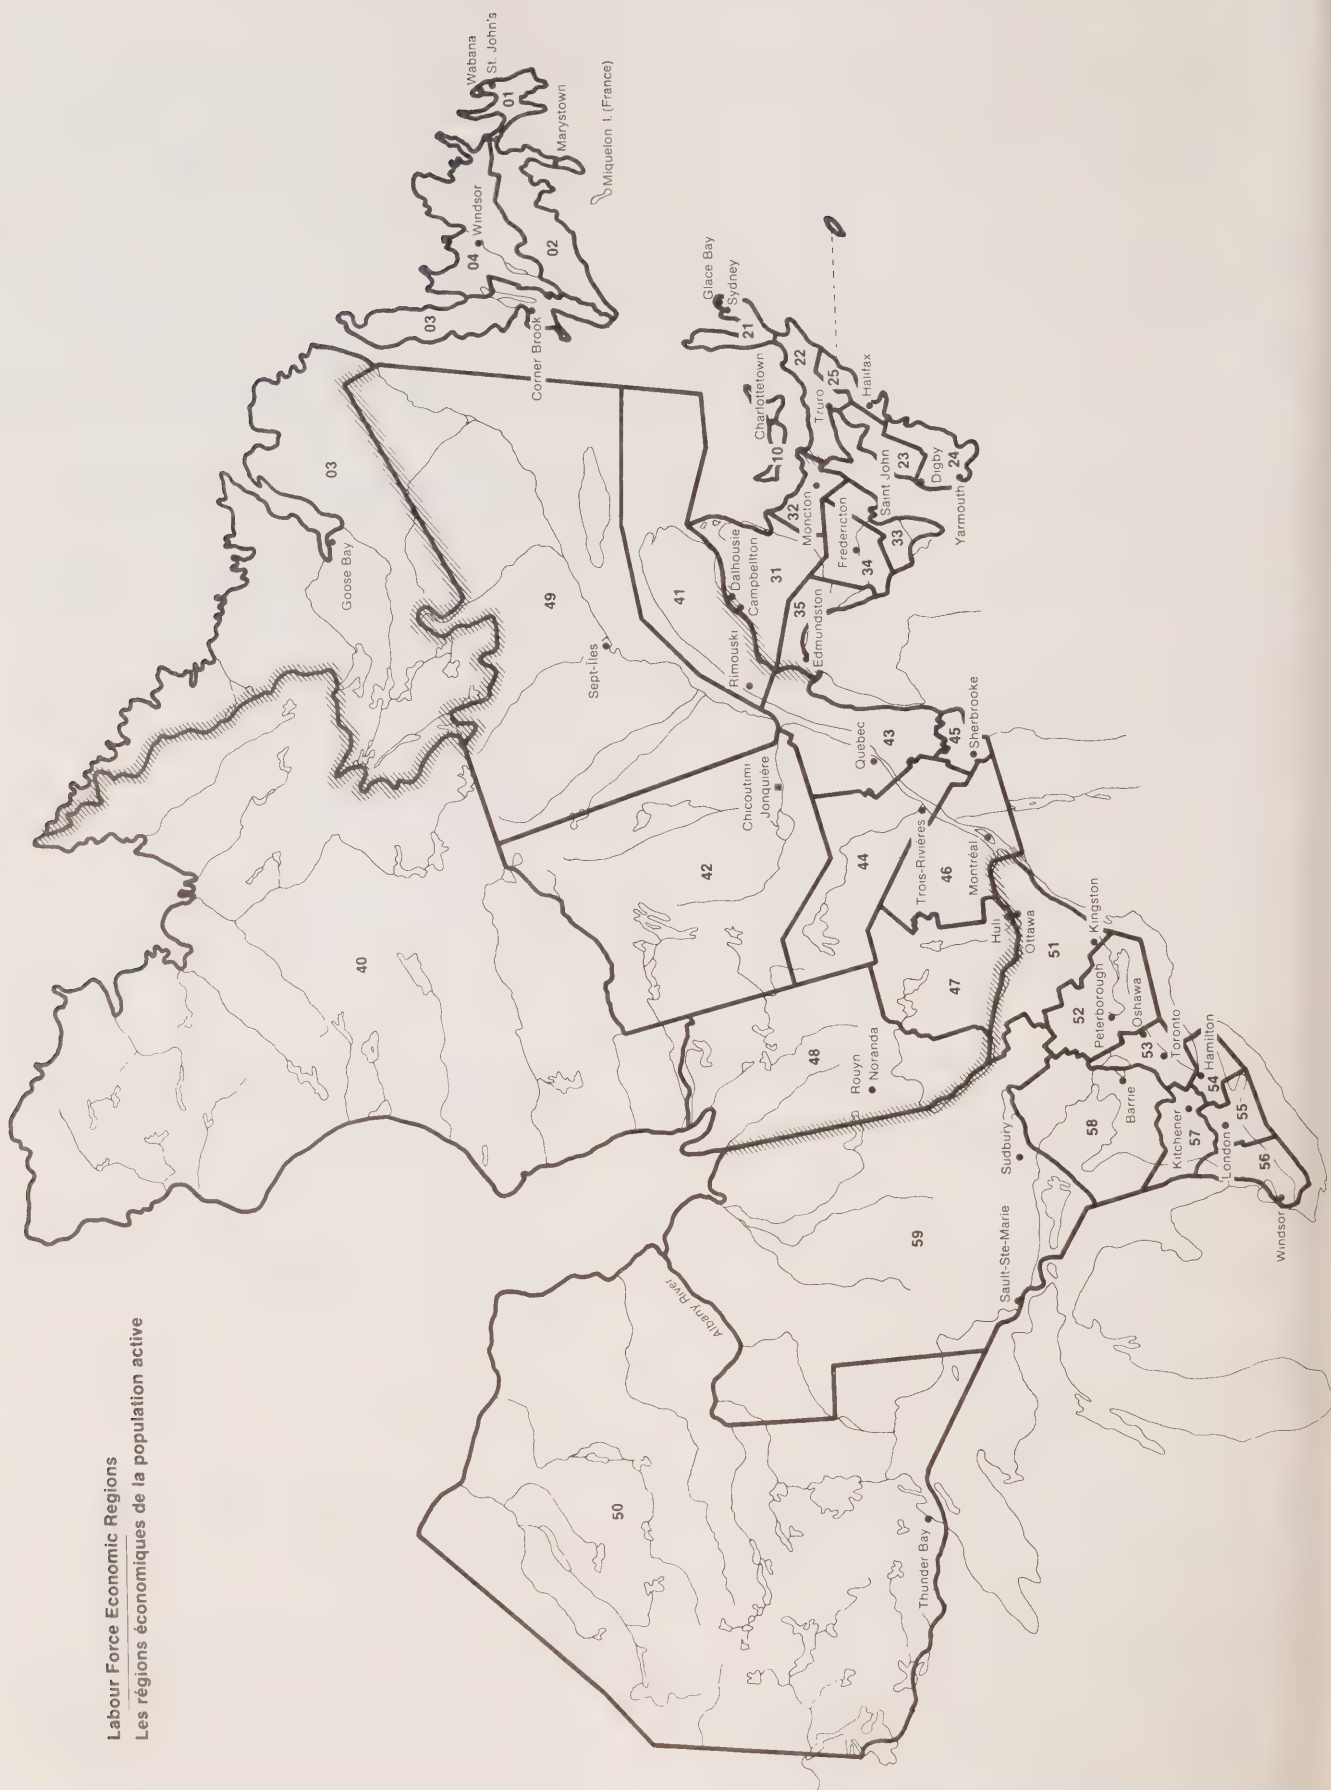 Labour Force Economic Regions
Les régions économiques de la population active
50
Thunder Bay
Albany River
59
Sault-Ste-Marie
Sudbury
Windsor
56
London
55
57
Kitchener
54
Hamilton
58
Barrie
53
Toronto
Oshawa
52
Peterborough
Kingston
51
Ottawa
Hull
47
48
Rouyn
Noranda
40
42
44
46
Trois-Rivières
Montréal
Chicoutimi
Jonquière
Quebec
43
45
Sherbrooke
49
Sept-Îles
41
Rimouski
Dalhousie
Campbellton
31
35
Edmundston
32
Moncton
Fredericton
34
33
Saint John
23
Digby
24
Yarmouth
10
Charlottetown
Truro
22
25
Halifax
21
Glace Bay
Sydney
Goose Bay
03
03
Corner Brook
04
Windsor
02
01
Wabana
St. John's
Marystown
Miquelon I. (France)